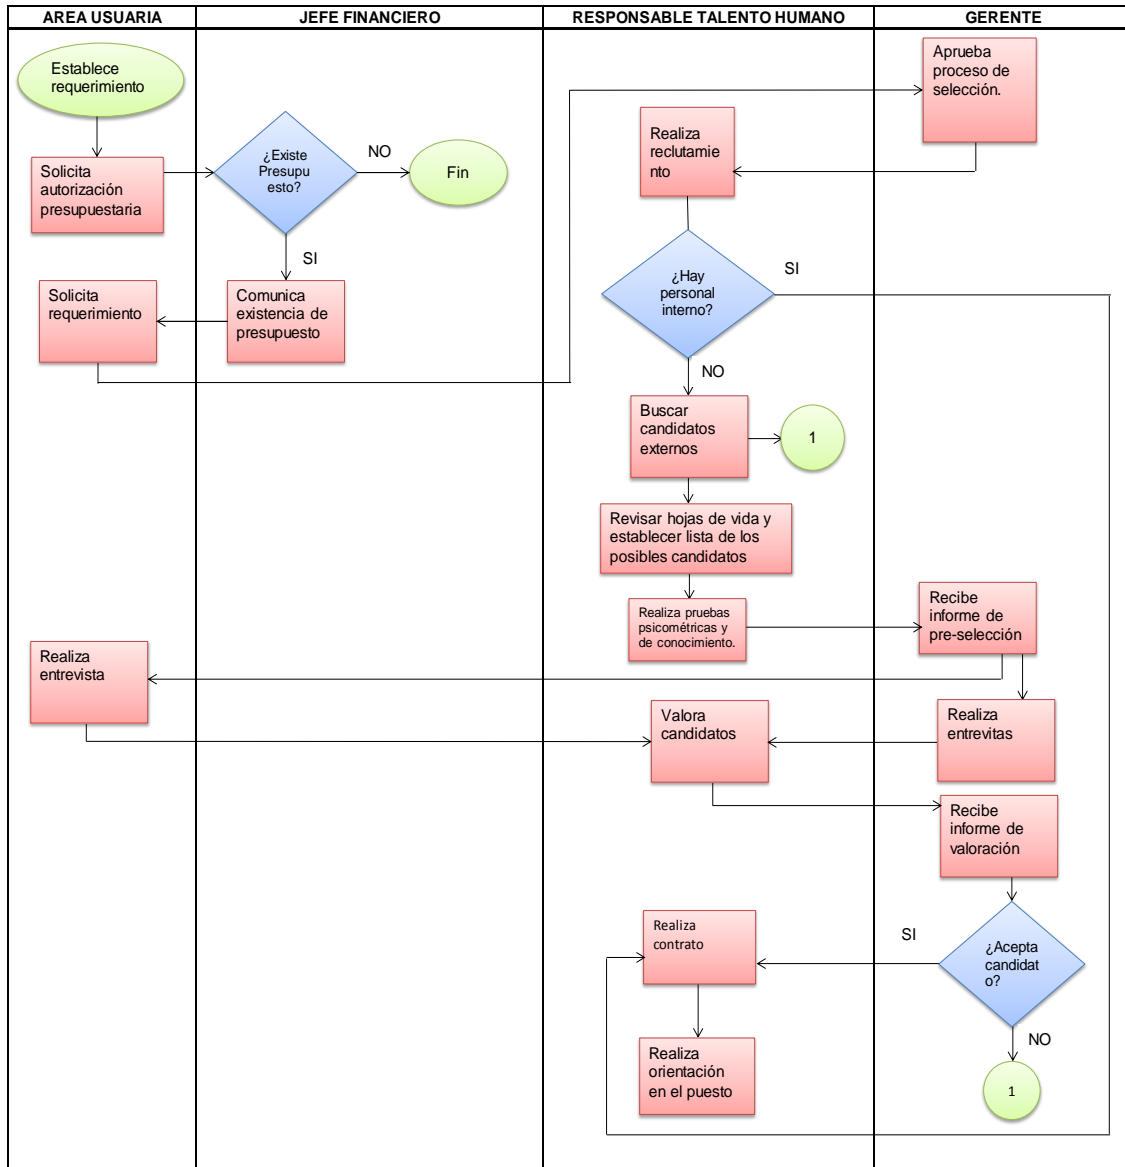 AREA USUARIA
JEFE FINANCIERO
RESPONSABLE TALENTO HUMANO
GERENTE
Establece
requerimiento
Aprueba
proceso de
selección.
Realiza
reclutamie
nto
¿Existe
Presupu
esto?
NO
Fin
Solicita
autorización
presupuestaria
SI
¿Hay
personal
interno?
SI
Solicita
requerimiento
Comunica
existencia de
presupuesto
NO
Buscar
candidatos
externos
1
Revisar hojas de vida y
establecer lista de los
posibles candidatos
Realiza pruebas
psicométricas y
de conocimiento.
Recibe
informe de
pre-selección
Realiza
entrevista
Valora
candidatos
Realiza
entrevitas
Recibe
informe de
valoración
Realiza
contrato
SI
¿Acepta
candidat
o?
NO
Realiza
orientación
en el puesto
1